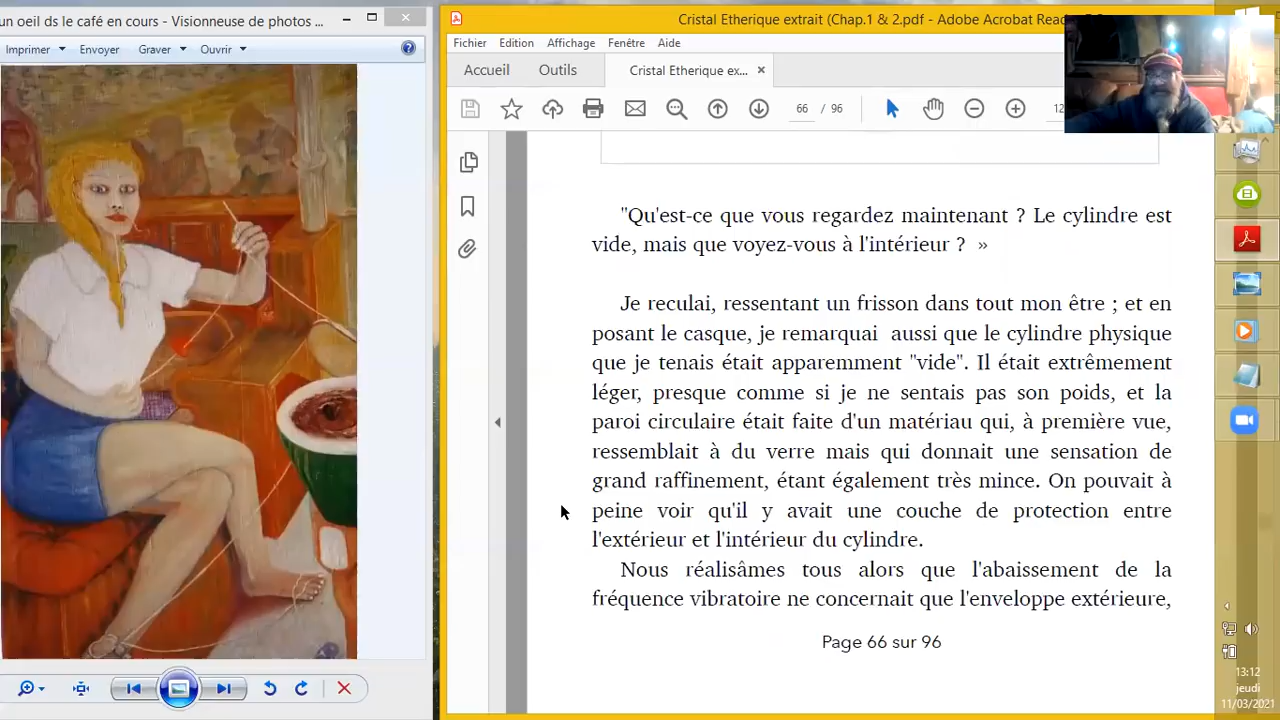 un oeil ds le café en cours - Visionneuse de photos ...
Imprimer Envoyer Graver Ouvrir
Cristal Etherique extrait (Chap.1 & 2.pdf - Adobe Acrobat
Fichier Edition Affichage Fenêtre Aide
Accueil Outils Cristal Etherique ex...
66 / 96
"Qu'est-ce que vous regardez maintenant ? Le cylindre est
vide, mais que voyez-vous à l'intérieur ? »
Je reculai, ressentant un frisson dans tout mon être ; et en
posant le casque, je remarquai aussi que le cylindre physique
que je tenais était apparemment "vide". Il était extrêmement
léger, presque comme si je ne sentais pas son poids, et la
paroi circulaire était faite d'un matériau qui, à première vue,
ressemblait à du verre mais qui donnait une sensation de
grand raffinement, étant également très mince. On pouvait à
peine voir qu'il y avait une couche de protection entre
l'extérieur et l'intérieur du cylindre.
Nous réalisâmes tous alors que l'abaissement de la
fréquence vibratoire ne concernait que l'enveloppe extérieure,
Page 66 sur 96
13:12
jeudi
11/03/2021